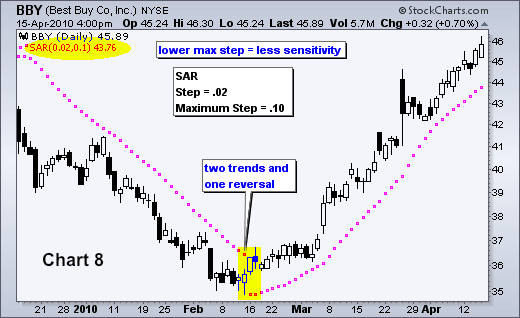 BBY (Best Buy Co, Inc.) NYSE
© StockCharts.com
15-Apr-2010 4:00pm Op 45.24 Hi 46.30 Lo 45.24 Last 45.89 Vol 5.7M Chg +0.32 (+0.70%)
BBY (Daily) 45.89
SAR(0.02,0.1) 43.76
lower max step = less sensitivity
SAR
Step = .02
Maximum Step = .10
two trends and
one reversal
Chart 8
46
45
44
43
42
41
40
39
38
37
36
35
21 28 2010 11 19 25 Feb 8 16 22 Mar 8 15 22 29 Apr 12